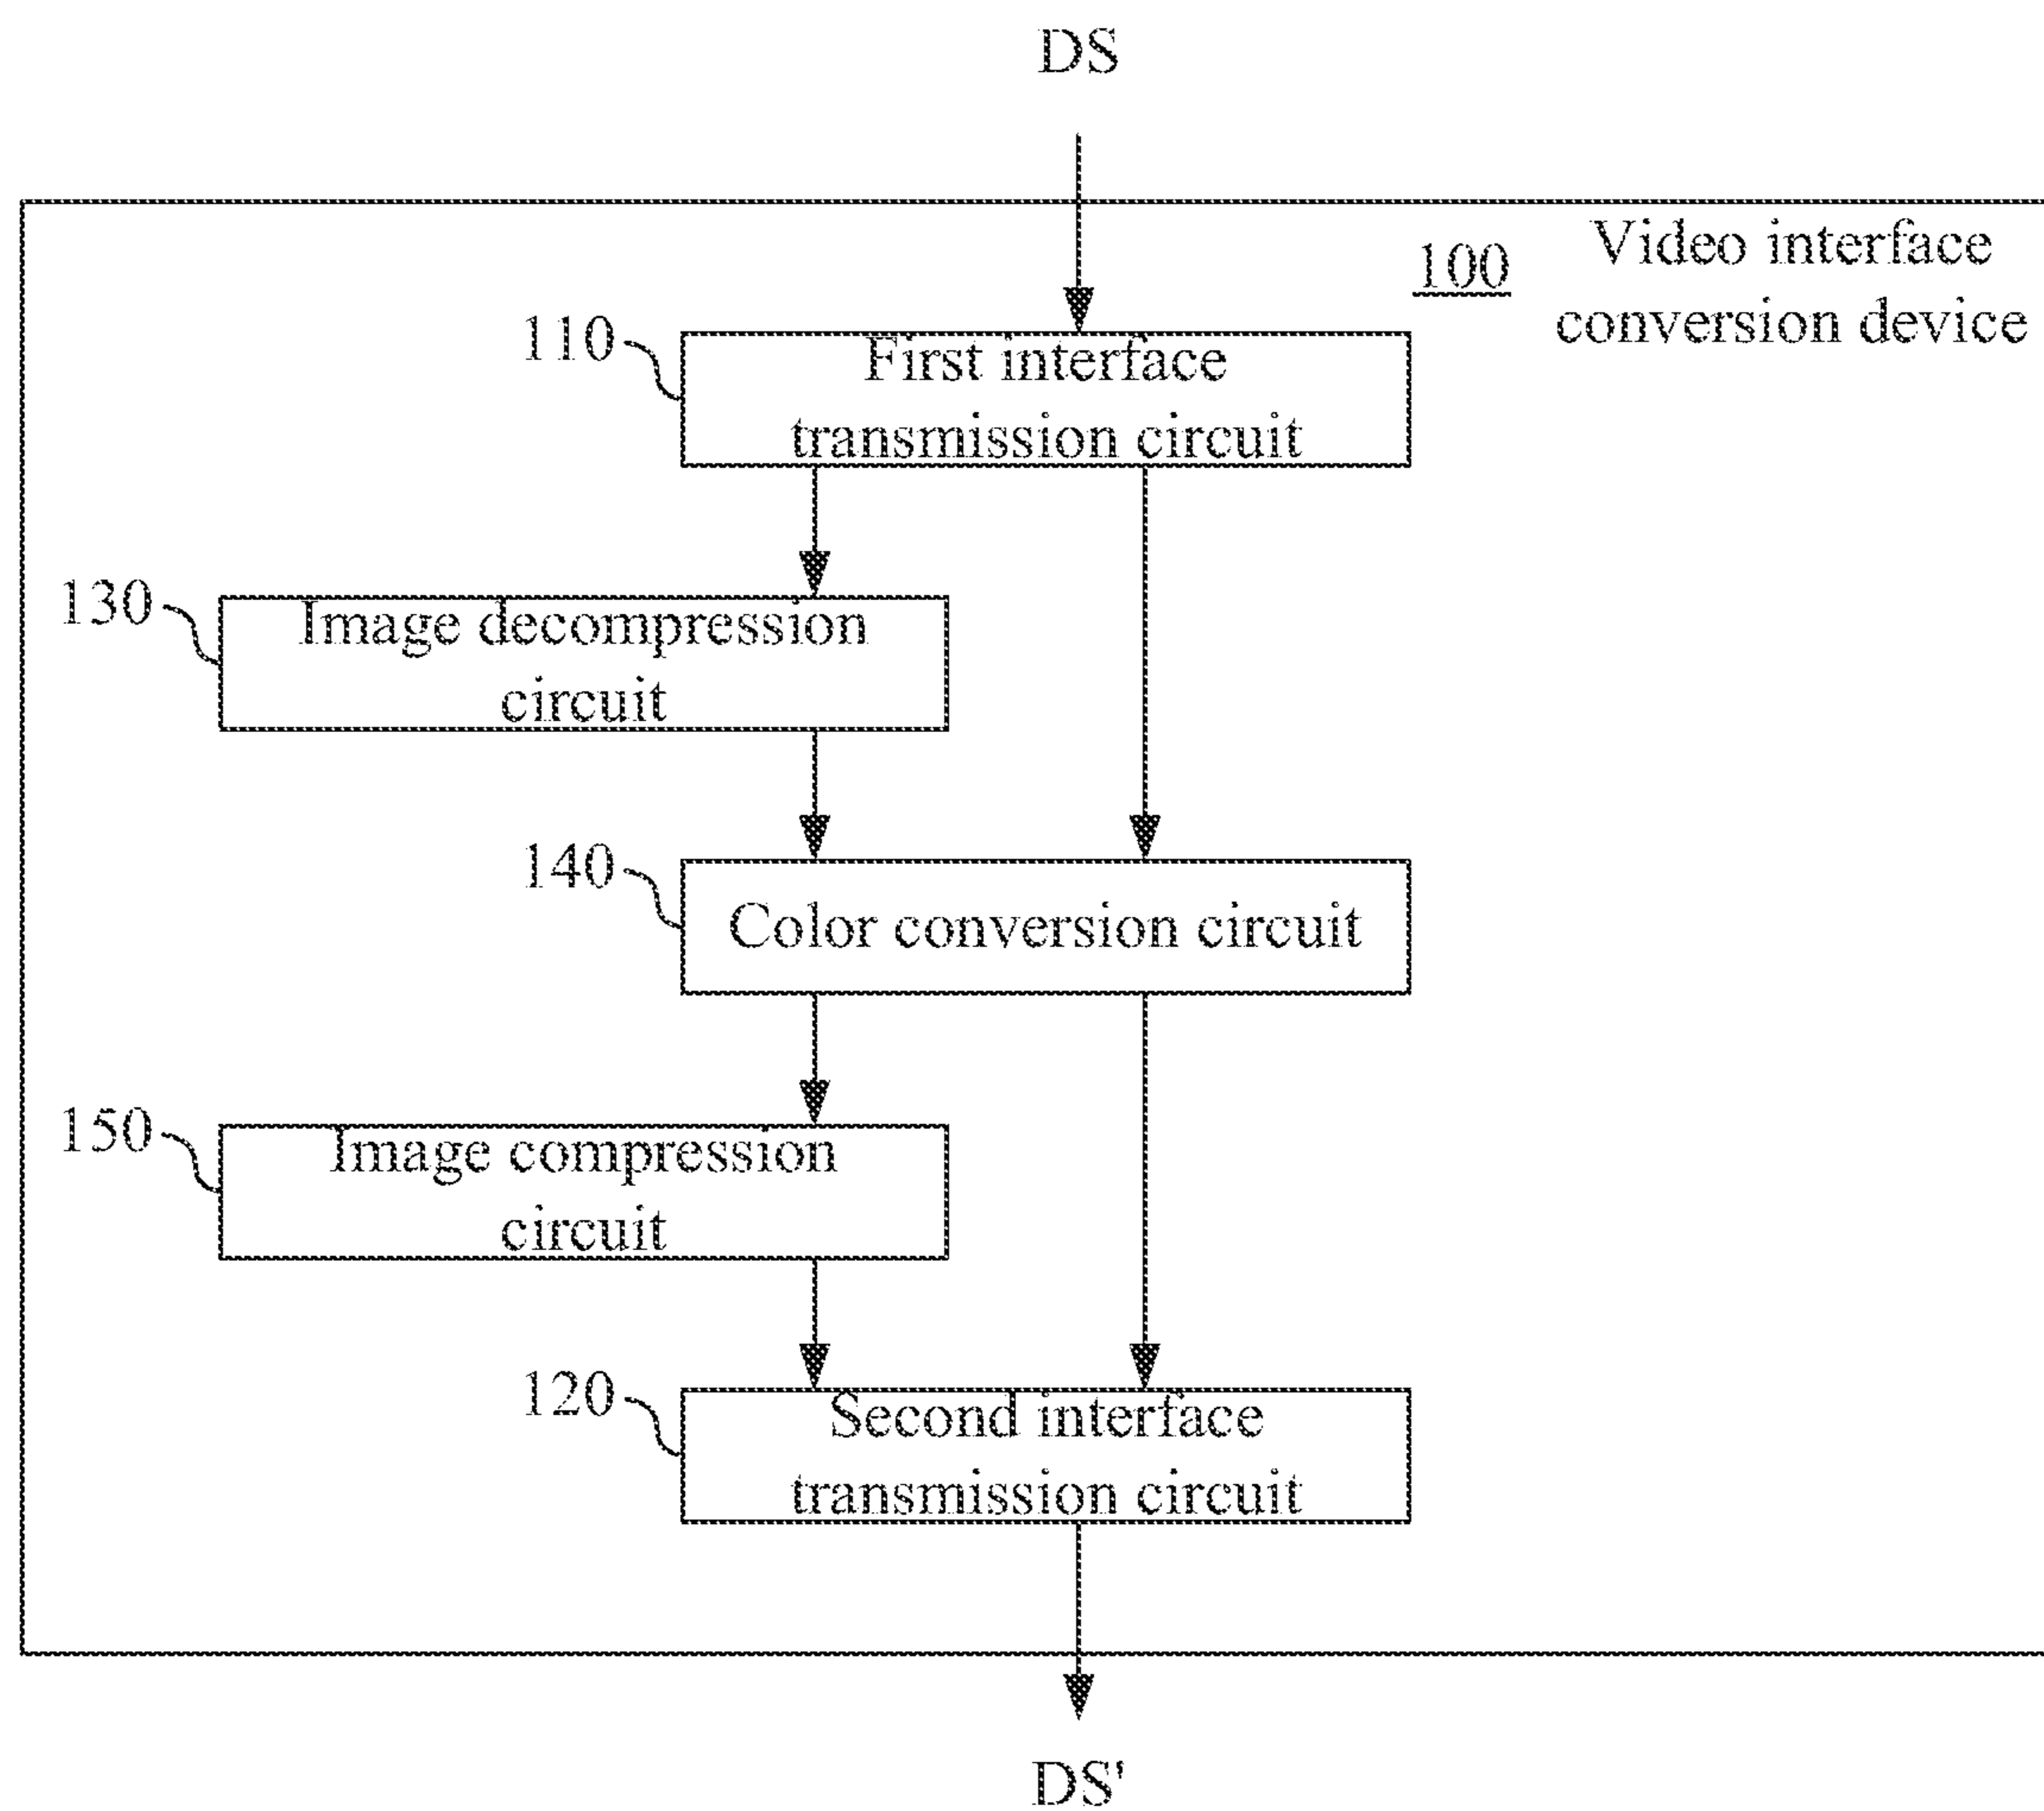 DS
100
Video interface
conversion device
110
First interface
transmission circuit
130
Image decompression
circuit
140
Color conversion circuit
150
Image compression
circuit
120
Second interface
transmission circuit
DS'